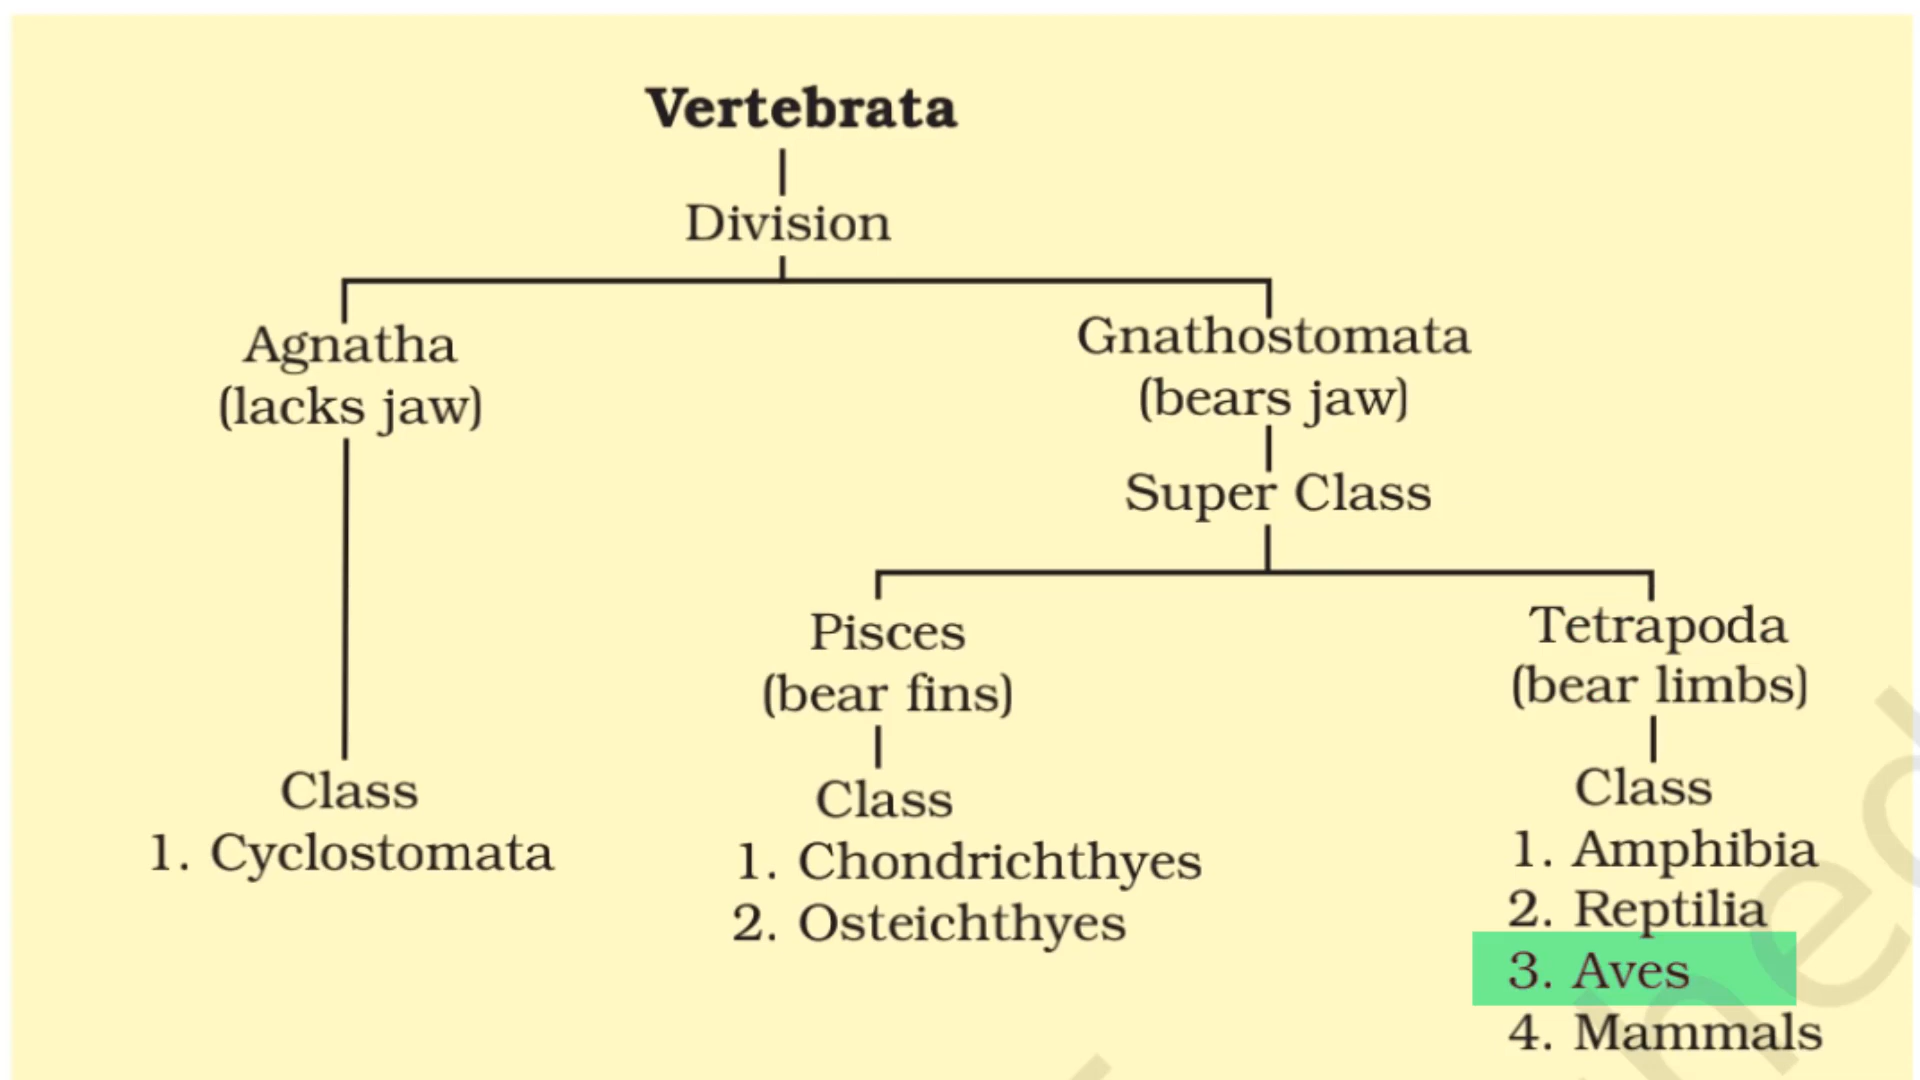 Vertebrata
Division
Agnatha
(lacks jaw)
Gnathostomata
(bears jaw)
Super Class
Pisces
(bear fins)
Tetrapoda
(bear limbs)
Class
1. Cyclostomata
Class
1. Chondrichthyes
2. Osteichthyes
Class
1. Amphibia
2. Reptilia
3. Aves
4. Mammals